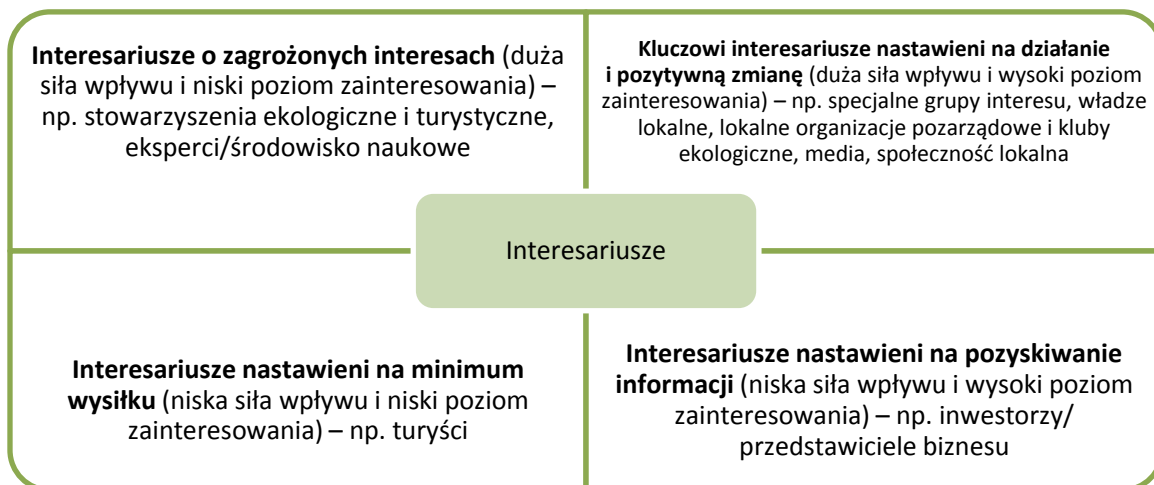 Interesariusze o zagrożonych interesach (duża
siła wpływu i niski poziom zainteresowania) –
np. stowarzyszenia ekologiczne i turystyczne,
eksperci/środowisko naukowe
Kluczowi interesariusze nastawieni na działanie
i pozytywną zmianę (duża siła wpływu i wysoki poziom
zainteresowania) – np. specjalne grupy interesu, władze
lokalne, lokalne organizacje pozarządowe i kluby
ekologiczne, media, społeczność lokalna
Interesariusze
Interesariusze nastawieni na minimum
wysiłku (niska siła wpływu i niski poziom
zainteresowania) – np. turyści
Interesariusze nastawieni na pozyskiwanie
informacji (niska siła wpływu i wysoki poziom
zainteresowania) – np. inwestorzy/
przedstawiciele biznesu